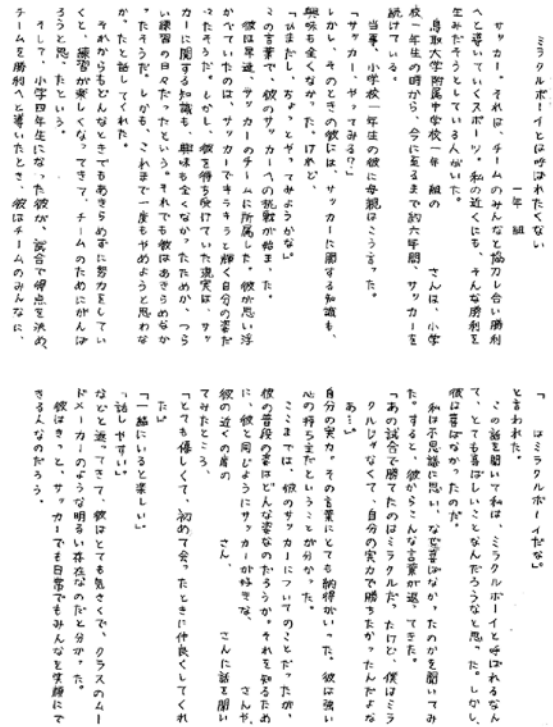 ミラクルボーイとは呼ばれたくない
一年 組
サッカー。それは、チームのみんなと協力し合い勝利
へと導いていくスポーツ。私の近くにも、そんな勝利を
生みだそうとしている人がいた。
鳥取大学附属中学校一年 組の さんは、小学
校一年生の時から、今に至るまで約六年間、サッカーを
続けている。
「サッカー、やってみる?」
当事、小学校一年生の彼に母親はこう言った。
しかし、そのときの彼には、サッカーに関する知識も、
興味も全くなかった。けれど、
「ひまだし、ちょっとやってみようかな。」
この言葉で、彼のサッカーへの挑戦が始まった。
彼は早速、サッカーのチームに所属した。彼が思い浮
かべていたのは、サッカーでキラキラと輝く自分の姿だ
ったそうだ。しかし、彼を待ち受けていた現実は、サッ
カーに関する知識も、興味も全くなかったためか、つら
い練習の日々だったという。それでも彼はあきらめなか
ったそうだ。しかも、これまで一度もやめようと思わな
かったと話してくれた。
それからもどんなときでもあきらめずに努力をしてい
くと、練習が楽しくなってきて、チームのためにがんば
ろうと思ったという。
そして、小学四年生になった彼が、試合で得点を決め、
チームを勝利へと導いたとき、彼はチームのみんなに、
「 はミラクルボーイだな。」
と言われた。
この話を聞いて私は、ミラクルボーイと呼ばれるなん
て、とても喜ばしいことなんだろうなと思った。しかし、
彼は喜ばなかったのだ。
私は不思議に思い、なぜ喜ばなかったのかを聞いてみ
た。すると、彼からこんな言葉が返ってきた。
「あの試合で勝てたのはミラクルだったけど、僕はミラ
クルじゃなくて、自分の実力で勝ちたかったんだよな
あ…。」
自分の実力。その言葉にとても納得がいった。彼は強い
心の持ち主だということが分かった。
ここまでは、彼のサッカーについてのことだったが、
彼の普段の姿はどんな姿なのだろうか。それを知るため
に、彼と同じようにサッカーが好きな、 さんや、
彼の近くの席の さん、 さんに話を聞い
てみたところ、
「とても優しくて、初めて会ったときに仲良くしてくれ
た。」
「一緒にいると楽しい。」
「話しやすい。」
などと返ってきて、彼はとても気さくで、クラスのムー
ドメーカーのような明るい存在なのだと分かった。
彼はきっと、サッカーでも日常でもみんなを笑顔にで
きる人なのだろう。